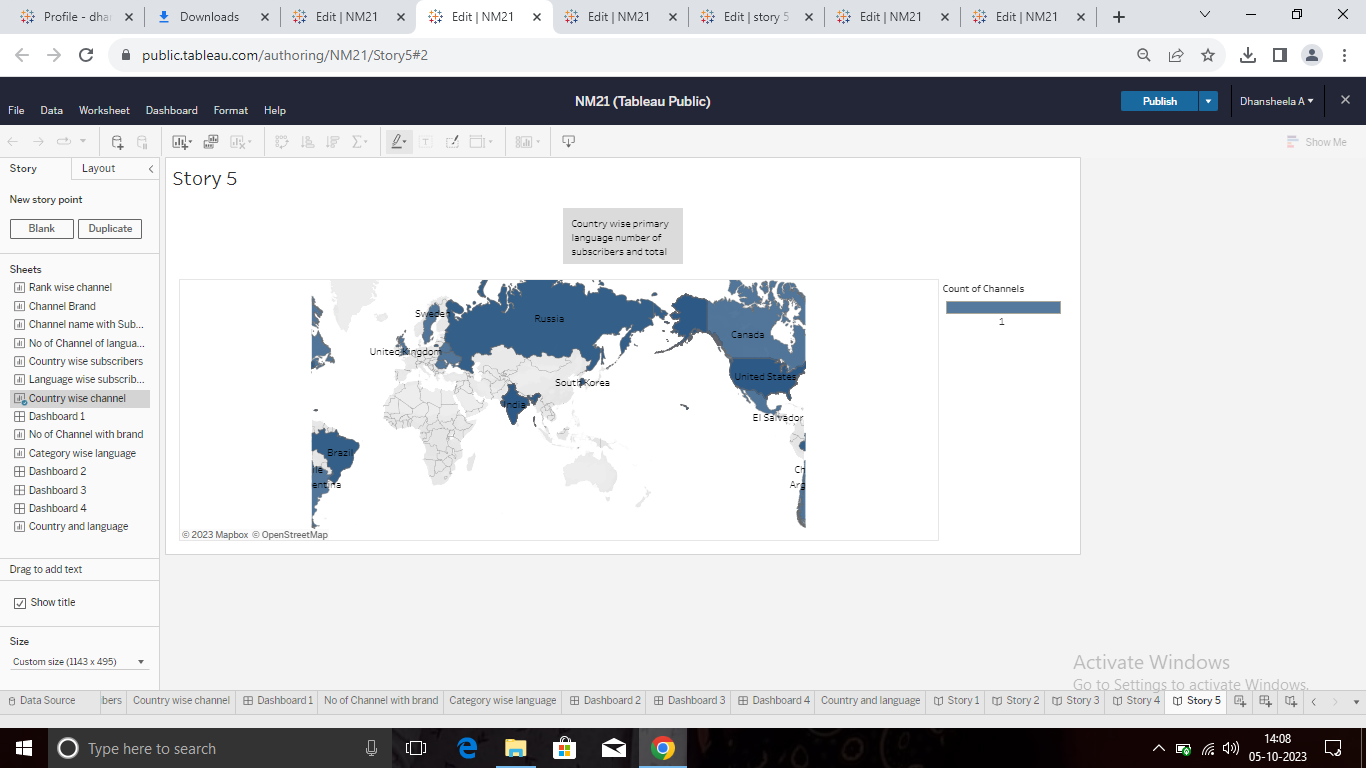 Profile - dha
Downloads
Edit | NM21
Edit | NM21
Edit | NM21
Edit | story 5
Edit | NM21
Edit | NM21
public.tableau.com/authoring/NM21/Story5#2
NM21 (Tableau Public)
Publish
Dhansheela A
File Data Worksheet Dashboard Format Help
Show Me
Story Layout
New story point
Blank Duplicate
Sheets
Rank wise channel
Channel Brand
Channel name with Sub...
No of Channel of langua...
Country wise subscribers
Language wise subscrib...
Country wise channel
Dashboard 1
No of Channel with brand
Category wise language
Dashboard 2
Dashboard 3
Dashboard 4
Country and language
Drag to add text
Show title
Size
Custom size (1143 x 495)
Story 5
Country wise primary
language number of
subscribers and total
Sweden
Russia
Canada
United Kingdom
United States
South Korea
India
El Salvador
Brazil
ile
Ch
entina
Arg
© 2023 Mapbox © OpenStreetMap
Count of Channels
1
Activate Windows
Go to Settings to activate Windows.
Data Source bers Country wise channel Dashboard 1 No of Channel with brand Category wise language Dashboard 2 Dashboard 3 Dashboard 4 Country and language Story 1 Story 2 Story 3 Story 4 Story 5
Type here to search
14:08
05-10-2023